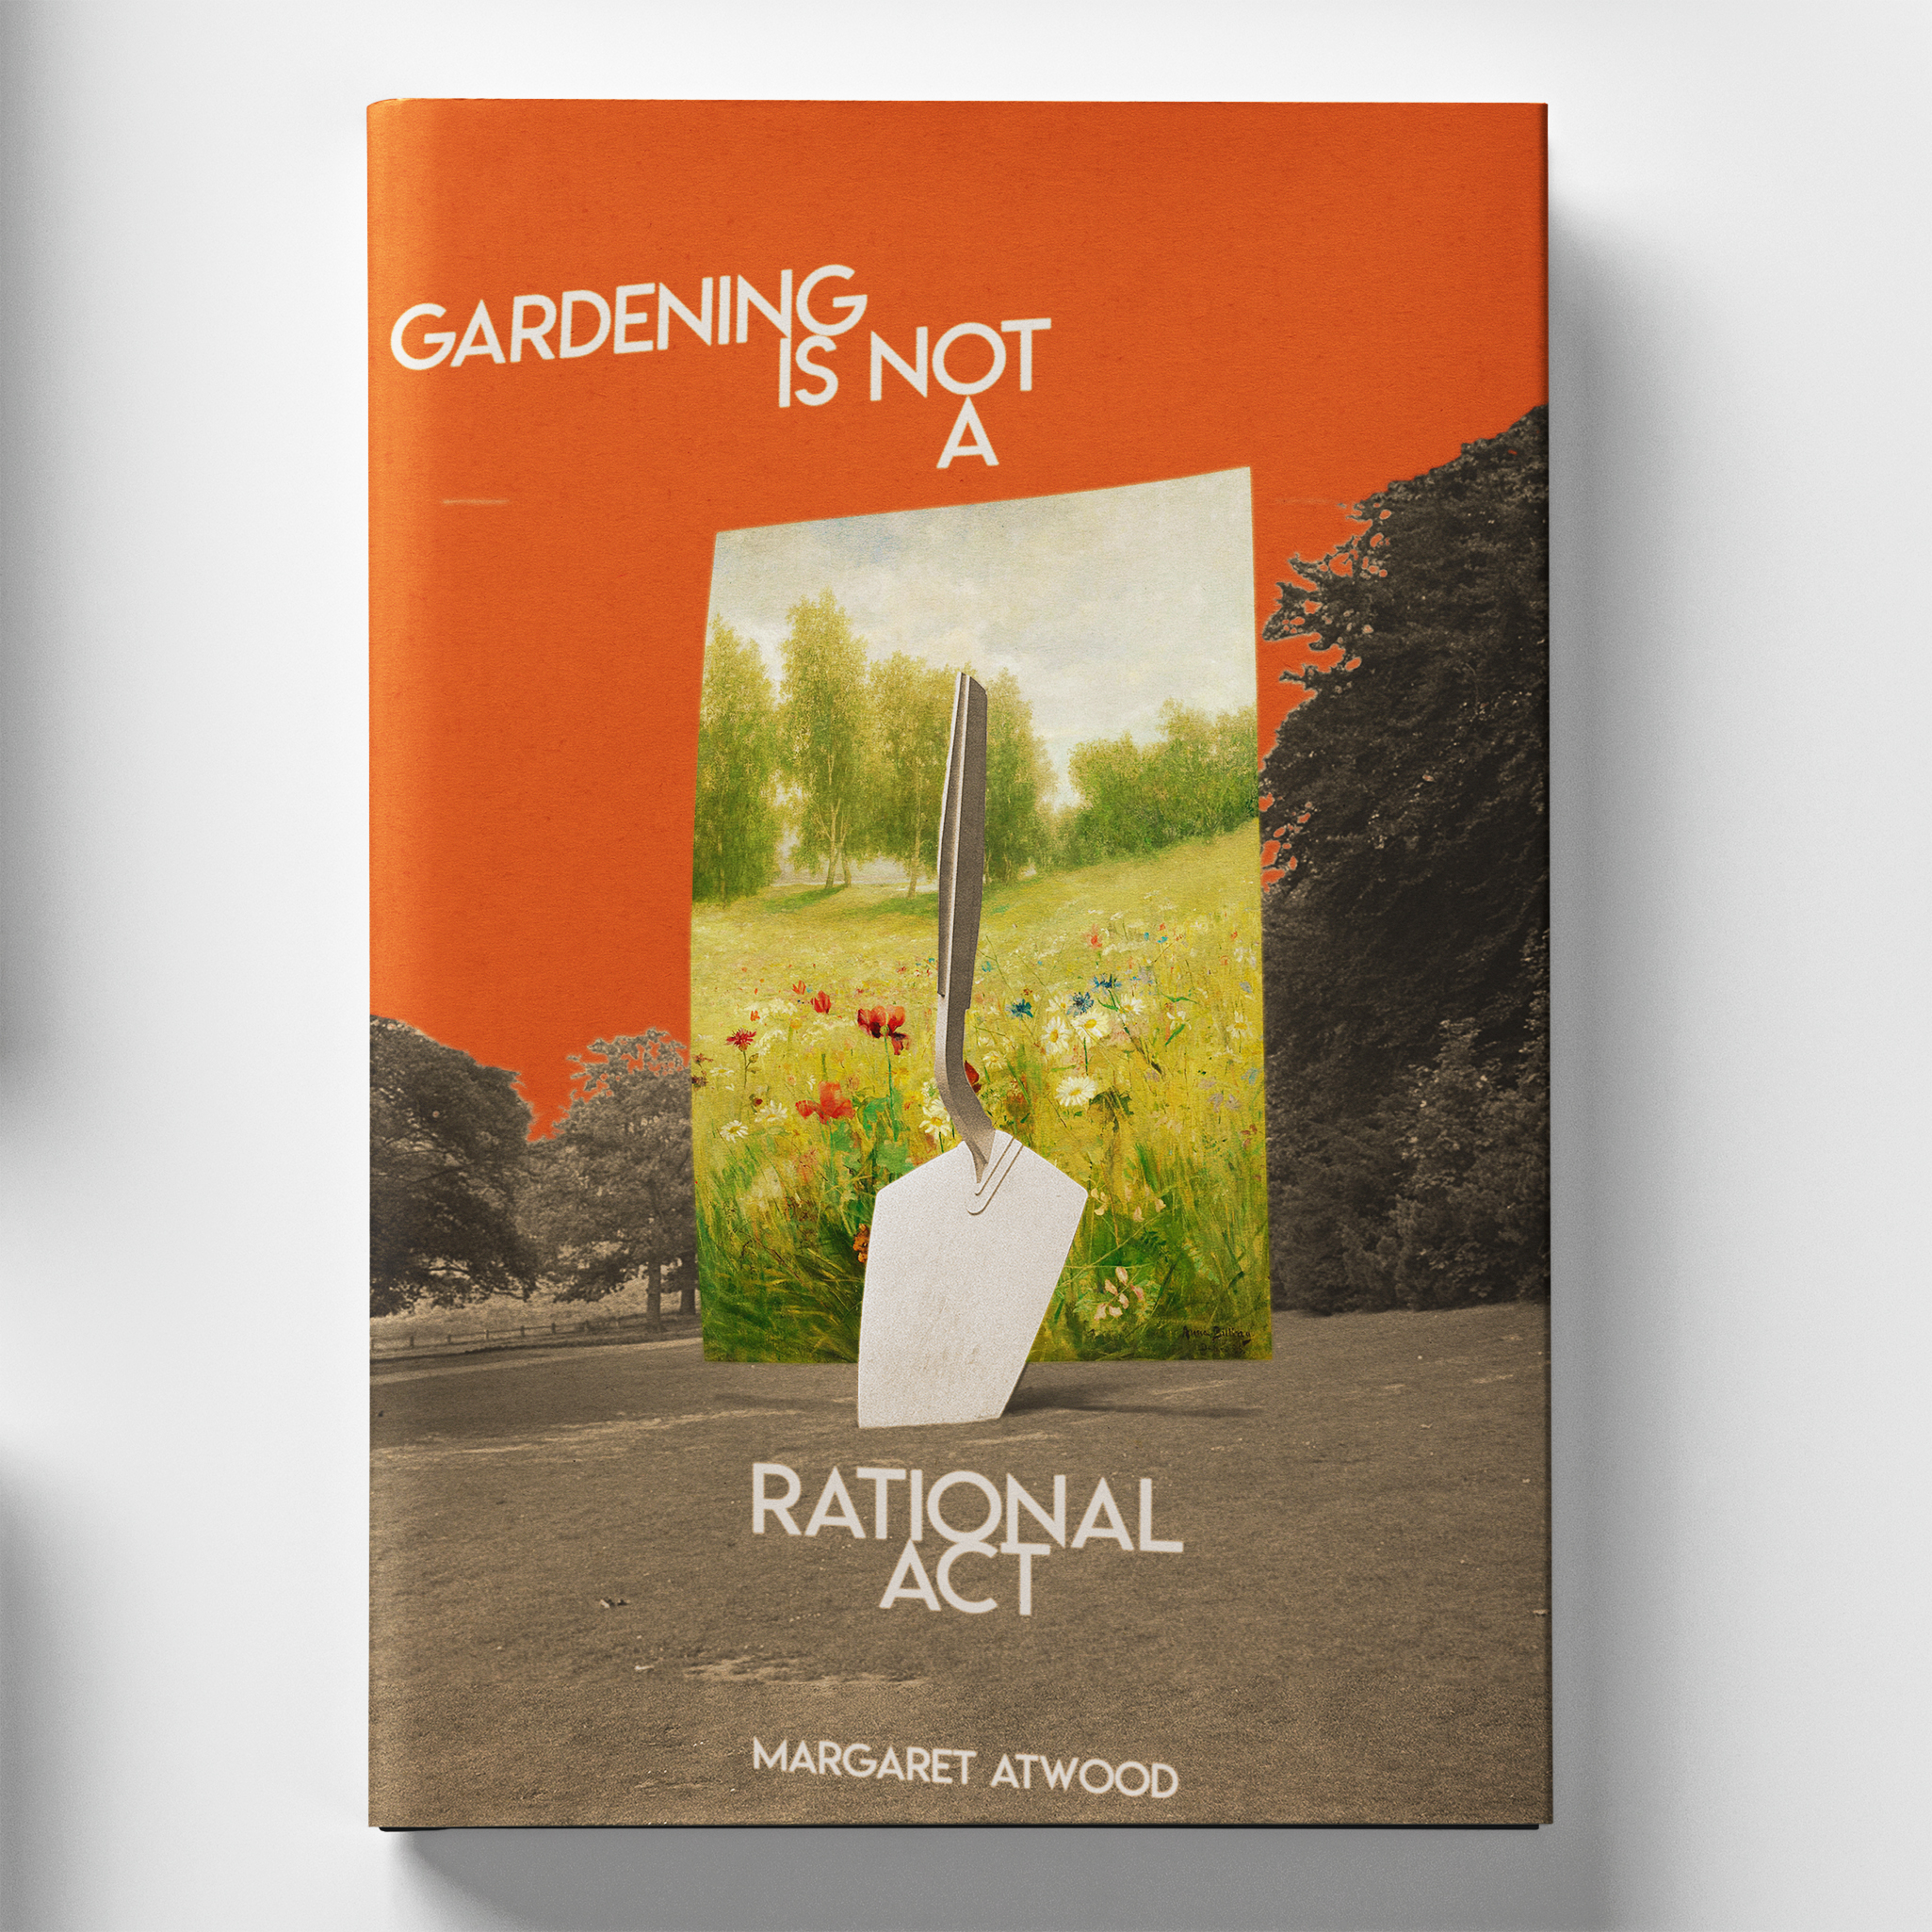 GARDENING
IS NOT
A
RATIONAL
ACT
MARGARET ATWOOD